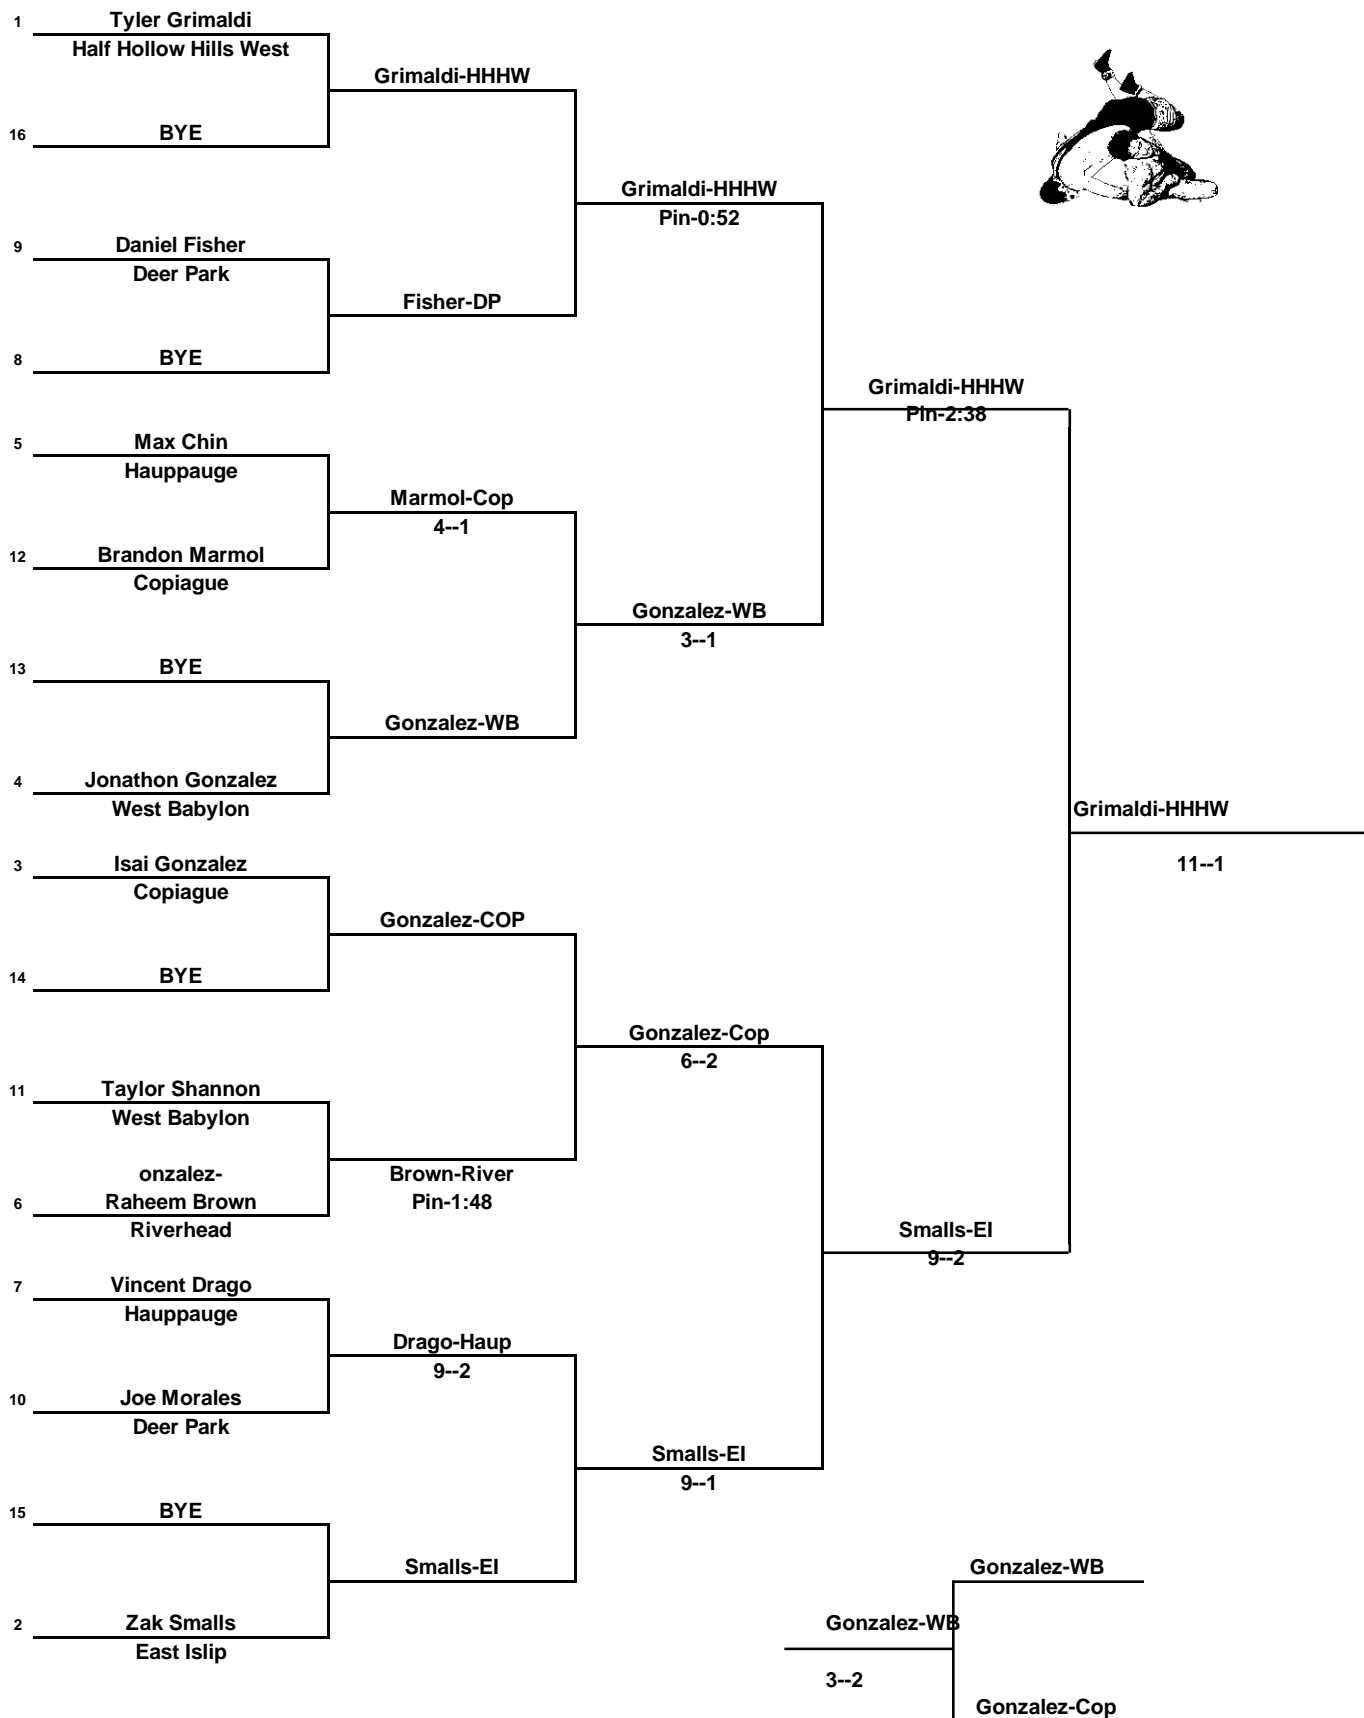 1 Tyler Grimaldi
Half Hollow Hills West
Grimaldi-HHHW
16 BYE
Grimaldi-HHHW
Pin-0:52
9 Daniel Fisher
Deer Park
Fisher-DP
8 BYE
Grimaldi-HHHW
Pin-2:38
5 Max Chin
Hauppauge
Marmol-Cop
4--1
12 Brandon Marmol
Copiague
Gonzalez-WB
3--1
13 BYE
Gonzalez-WB
4 Jonathon Gonzalez
West Babylon
Grimaldi-HHHW
11--1
3 Isai Gonzalez
Copiague
Gonzalez-COP
14 BYE
Gonzalez-Cop
6--2
11 Taylor Shannon
West Babylon
onzalez-
Brown-River
Pin-1:48
6 Raheem Brown
Riverhead
Smalls-EI
9--2
7 Vincent Drago
Hauppauge
Drago-Haup
9--2
10 Joe Morales
Deer Park
Smalls-EI
9--1
15 BYE
Smalls-EI
2 Zak Smalls
East Islip
Gonzalez-WB
Gonzalez-WB
3--2
Gonzalez-Cop